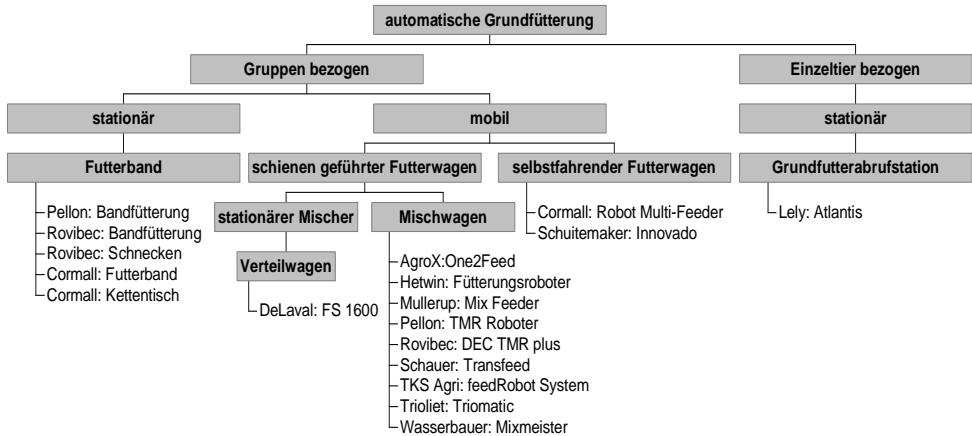 automatische Grundfütterung
Gruppen bezogen
Einzeltier bezogen
stationär
mobil
stationär
Futterband
schienen geführter Futterwagen
selbstfahrender Futterwagen
Grundfutterabrufstation
Pellon: Bandfütterung
Rovibec: Bandfütterung
Rovibec: Schnecken
Cormall: Futterband
Cormall: Kettentisch
stationärer Mischer
Verteilwagen
DeLaval: FS 1600
Mischwagen
AgroX:One2Feed
Hetwin: Fütterungsroboter
Mullerup: Mix Feeder
Pellon: TMR Roboter
Rovibec: DEC TMR plus
Schauer: Transfeed
TKS Agri: feedRobot System
Trioliet: Triomatic
Wasserbauer: Mixmeister
Cormall: Robot Multi-Feeder
Schuitemaker: Innovado
Lely: Atlantis